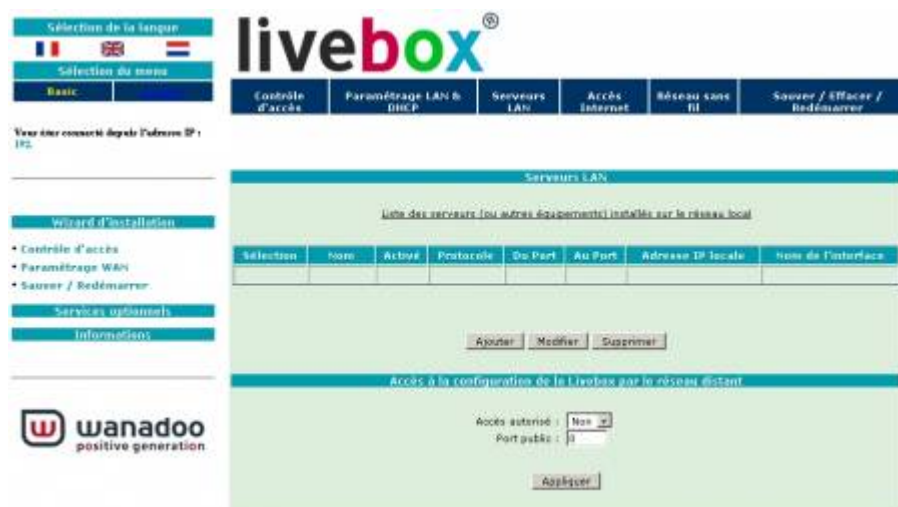 Sélection de la langue
Sélection du menu
Basic
Vous êtes connecté depuis l'adresse IP :
192.
Wizard d'installation
Contrôle d'accès
Paramétrage WAN
Sauver / Redémarrer
Services optionnels
Informations
wanadoo
positive generation
livebox®
Contrôle d'accès
Paramétrage LAN & DHCP
Serveurs LAN
Accès Internet
Réseau sans fil
Sauver / Effacer / Redémarrer
Serveurs LAN
Liste des serveurs (ou autres équipements) installés sur le réseau local
Sélection Nom Activé Protocole Du Port Au Port Adresse IP locale Nom de l'interface
Ajouter Modifier Supprimer
Accès à la configuration de la Livebox par le réseau distant
Accès autorisé : Non
Port public : 0
Appliquer